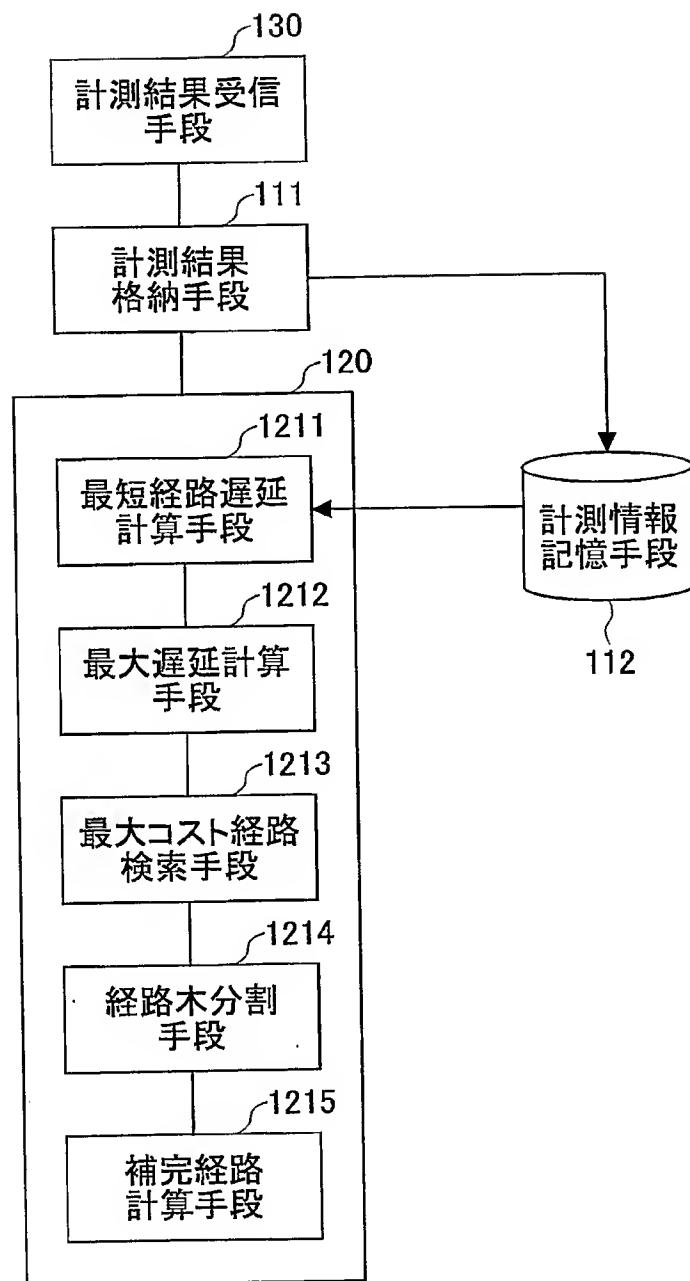 130
計測結果受信
手段
111
計測結果
格納手段
120
1211
最短経路遅延
計算手段
計測情報
記憶手段
112
1212
最大遅延計算
手段
1213
最大コスト経路
検索手段
1214
経路木分割
手段
1215
補完経路
計算手段